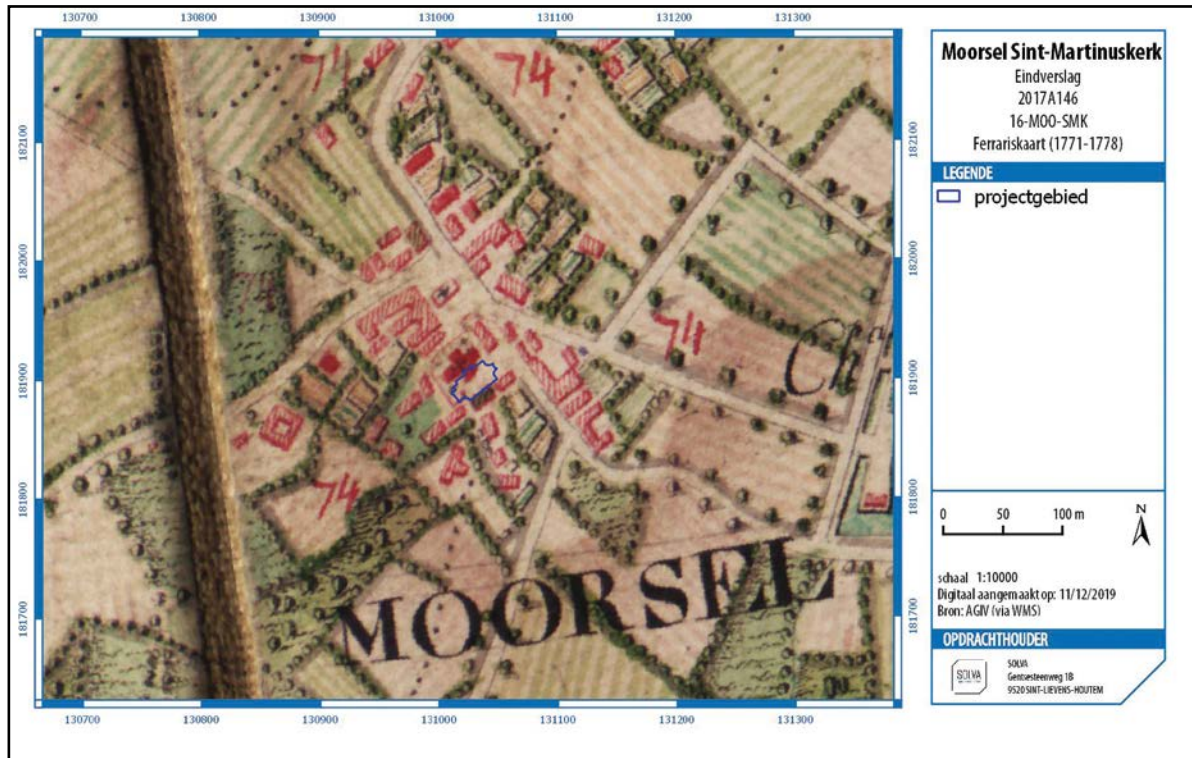 130700 130800 130900 131000 131100 131200 131300
182100
182000
181900
181800
181700
74
74
74
74
Ch
MOORSEL
182100
182000
181900
181800
181700
130700 130800 130900 131000 131100 131200 131300
Moorsel Sint-Martinuskerk
Eindverslag
2017A146
16-MOO-SMK
Ferrariskaart (1771-1778)
LEGENDE
projectgebied
0 50 100 m
N
schaal 1:10000
Digitaal aangemaakt op: 11/12/2019
Bron: AGIV (via WMS)
OPDRACHTHOUDER
SOLVA
SOLVA
Gentsesteenweg 1B
9520 SINT-LIEVENS-HOUTEM